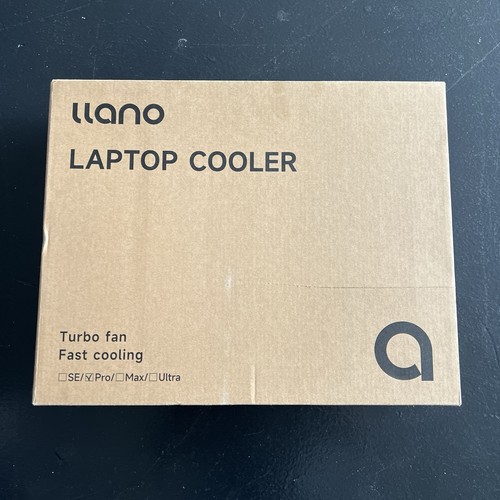 llano
LAPTOP COOLER
Turbo fan
Fast cooling
☐SE/☑Pro/☐Max/☐Ultra
a